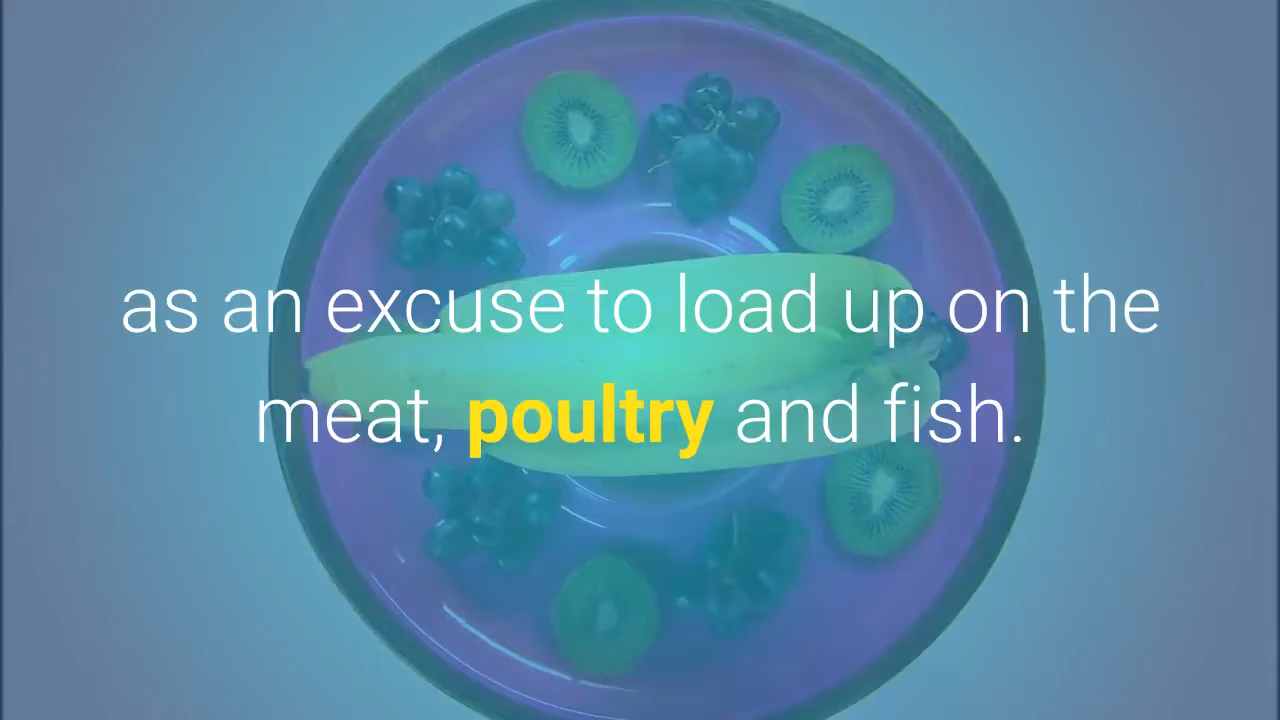 as an excuse to load up on the
meat, poultry and fish.